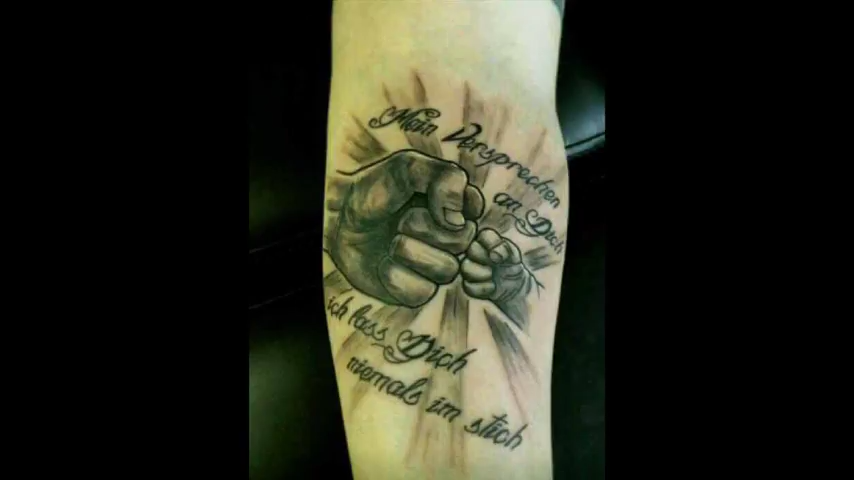 Mein Versprechen
an Dich
ich lass Dich
niemals im stich